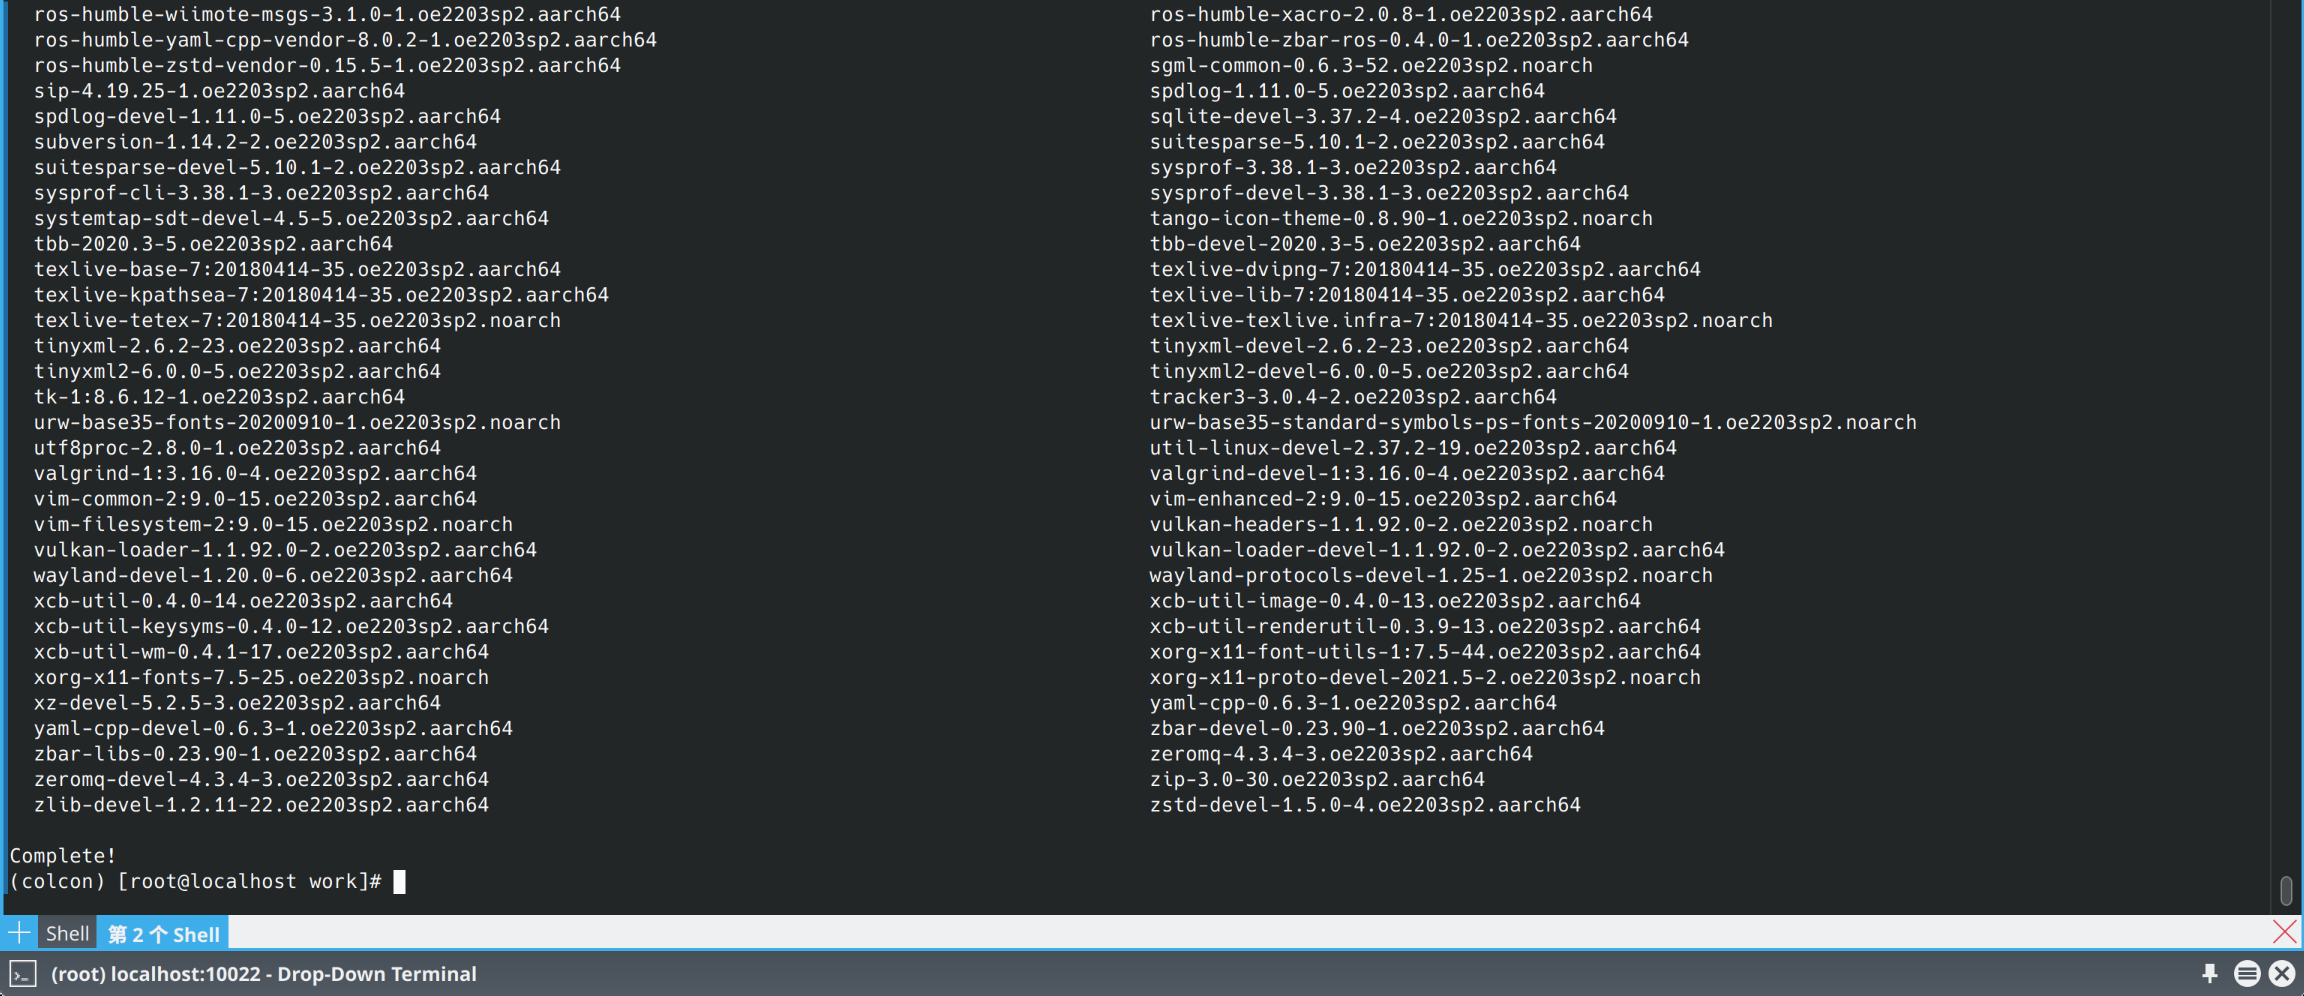 ros-humble-wiimote-msgs-3.1.0-1.oe2203sp2.aarch64 ros-humble-xacro-2.0.8-1.oe2203sp2.aarch64
ros-humble-yaml-cpp-vendor-8.0.2-1.oe2203sp2.aarch64 ros-humble-zbar-ros-0.4.0-1.oe2203sp2.aarch64
ros-humble-zstd-vendor-0.15.5-1.oe2203sp2.aarch64 sgml-common-0.6.3-52.oe2203sp2.noarch
sip-4.19.25-1.oe2203sp2.aarch64 spdlog-1.11.0-5.oe2203sp2.aarch64
spdlog-devel-1.11.0-5.oe2203sp2.aarch64 sqlite-devel-3.37.2-4.oe2203sp2.aarch64
subversion-1.14.2-2.oe2203sp2.aarch64 suitesparse-5.10.1-2.oe2203sp2.aarch64
suitesparse-devel-5.10.1-2.oe2203sp2.aarch64 sysprof-3.38.1-3.oe2203sp2.aarch64
sysprof-cli-3.38.1-3.oe2203sp2.aarch64 sysprof-devel-3.38.1-3.oe2203sp2.aarch64
systemtap-sdt-devel-4.5-5.oe2203sp2.aarch64 tango-icon-theme-0.8.90-1.oe2203sp2.noarch
tbb-2020.3-5.oe2203sp2.aarch64 tbb-devel-2020.3-5.oe2203sp2.aarch64
texlive-base-7:20180414-35.oe2203sp2.aarch64 texlive-dvipng-7:20180414-35.oe2203sp2.aarch64
texlive-kpathsea-7:20180414-35.oe2203sp2.aarch64 texlive-lib-7:20180414-35.oe2203sp2.aarch64
texlive-tetex-7:20180414-35.oe2203sp2.noarch texlive-texlive.infra-7:20180414-35.oe2203sp2.noarch
tinyxml-2.6.2-23.oe2203sp2.aarch64 tinyxml-devel-2.6.2-23.oe2203sp2.aarch64
tinyxml2-6.0.0-5.oe2203sp2.aarch64 tinyxml2-devel-6.0.0-5.oe2203sp2.aarch64
tk-1:8.6.12-1.oe2203sp2.aarch64 tracker3-3.0.4-2.oe2203sp2.aarch64
urw-base35-fonts-20200910-1.oe2203sp2.noarch urw-base35-standard-symbols-ps-fonts-20200910-1.oe2203sp2.noarch
utf8proc-2.8.0-1.oe2203sp2.aarch64 util-linux-devel-2.37.2-19.oe2203sp2.aarch64
valgrind-1:3.16.0-4.oe2203sp2.aarch64 valgrind-devel-1:3.16.0-4.oe2203sp2.aarch64
vim-common-2:9.0-15.oe2203sp2.aarch64 vim-enhanced-2:9.0-15.oe2203sp2.aarch64
vim-filesystem-2:9.0-15.oe2203sp2.noarch vulkan-headers-1.1.92.0-2.oe2203sp2.noarch
vulkan-loader-1.1.92.0-2.oe2203sp2.aarch64 vulkan-loader-devel-1.1.92.0-2.oe2203sp2.aarch64
wayland-devel-1.20.0-6.oe2203sp2.aarch64 wayland-protocols-devel-1.25-1.oe2203sp2.noarch
xcb-util-0.4.0-14.oe2203sp2.aarch64 xcb-util-image-0.4.0-13.oe2203sp2.aarch64
xcb-util-keysyms-0.4.0-12.oe2203sp2.aarch64 xcb-util-renderutil-0.3.9-13.oe2203sp2.aarch64
xcb-util-wm-0.4.1-17.oe2203sp2.aarch64 xorg-x11-font-utils-1:7.5-44.oe2203sp2.aarch64
xorg-x11-fonts-7.5-25.oe2203sp2.noarch xorg-x11-proto-devel-2021.5-2.oe2203sp2.noarch
xz-devel-5.2.5-3.oe2203sp2.aarch64 yaml-cpp-0.6.3-1.oe2203sp2.aarch64
yaml-cpp-devel-0.6.3-1.oe2203sp2.aarch64 zbar-devel-0.23.90-1.oe2203sp2.aarch64
zbar-libs-0.23.90-1.oe2203sp2.aarch64 zeromq-4.3.4-3.oe2203sp2.aarch64
zeromq-devel-4.3.4-3.oe2203sp2.aarch64 zip-3.0-30.oe2203sp2.aarch64
zlib-devel-1.2.11-22.oe2203sp2.aarch64 zstd-devel-1.5.0-4.oe2203sp2.aarch64
Complete!
(colcon) [root@localhost work]#
Shell 第 2 个 Shell
(root) localhost:10022 - Drop-Down Terminal